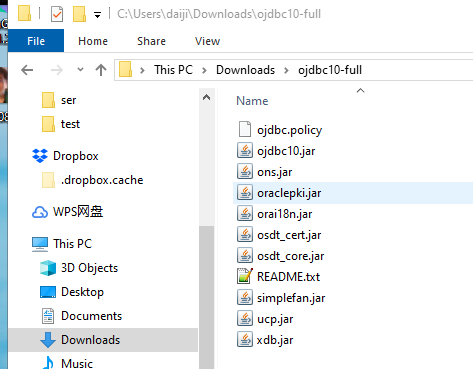 C:\Users\daiji\Downloads\ojdbc10-full
File
Home
Share
View
This PC > Downloads > ojdbc10-full
ser
test
Dropbox
.dropbox.cache
WPS网盘
This PC
3D Objects
Desktop
Documents
Downloads
Music
Name
ojdbc.policy
ojdbc10.jar
ons.jar
oraclepki.jar
orai18n.jar
osdt_cert.jar
osdt_core.jar
README.txt
simplefan.jar
ucp.jar
xdb.jar